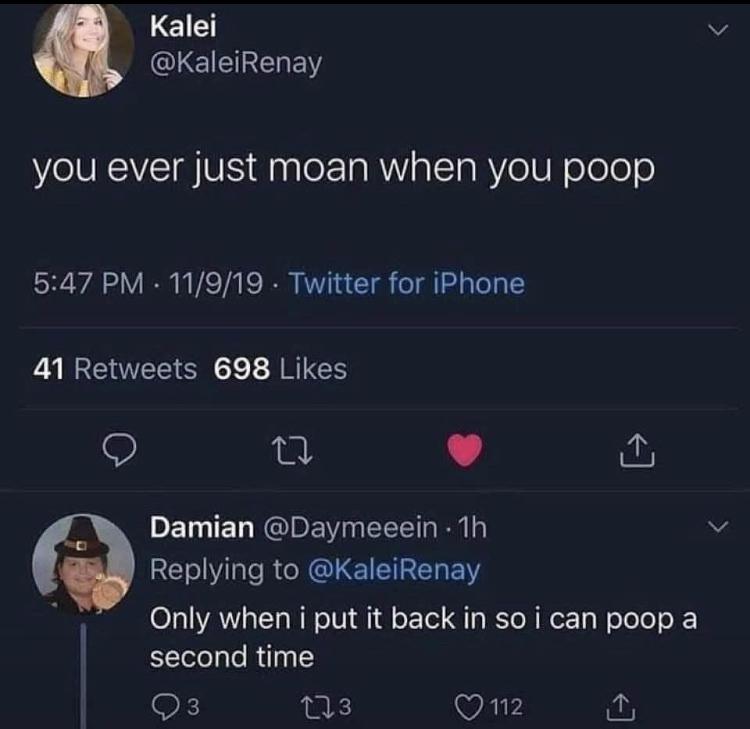 Kalei
@KaleiRenay
you ever just moan when you poop
5:47 PM · 11/9/19 · Twitter for iPhone
41 Retweets 698 Likes
Damian @Daymeeein · 1h
Replying to @KaleiRenay
Only when i put it back in so i can poop a
second time
3 3 112